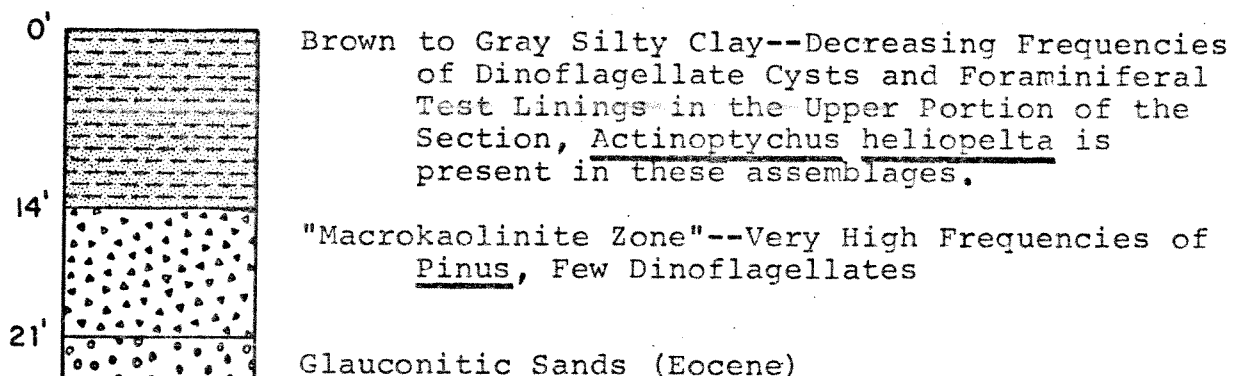 0'
Brown to Gray Silty Clay--Decreasing Frequencies
of Dinoflagellate Cysts and Foraminiferal
Test Linings in the Upper Portion of the
Section, Actinoptychus heliopelta is
present in these assemblages.
14'
"Macrokaolinite Zone"--Very High Frequencies of
Pinus, Few Dinoflagellates
21'
Glauconitic Sands (Eocene)